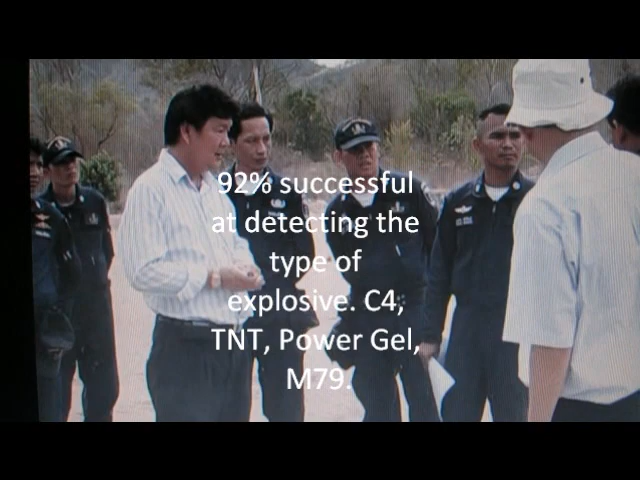 92% successful
at detecting the
type of
explosive. C4,
TNT, Power Gel,
M79.